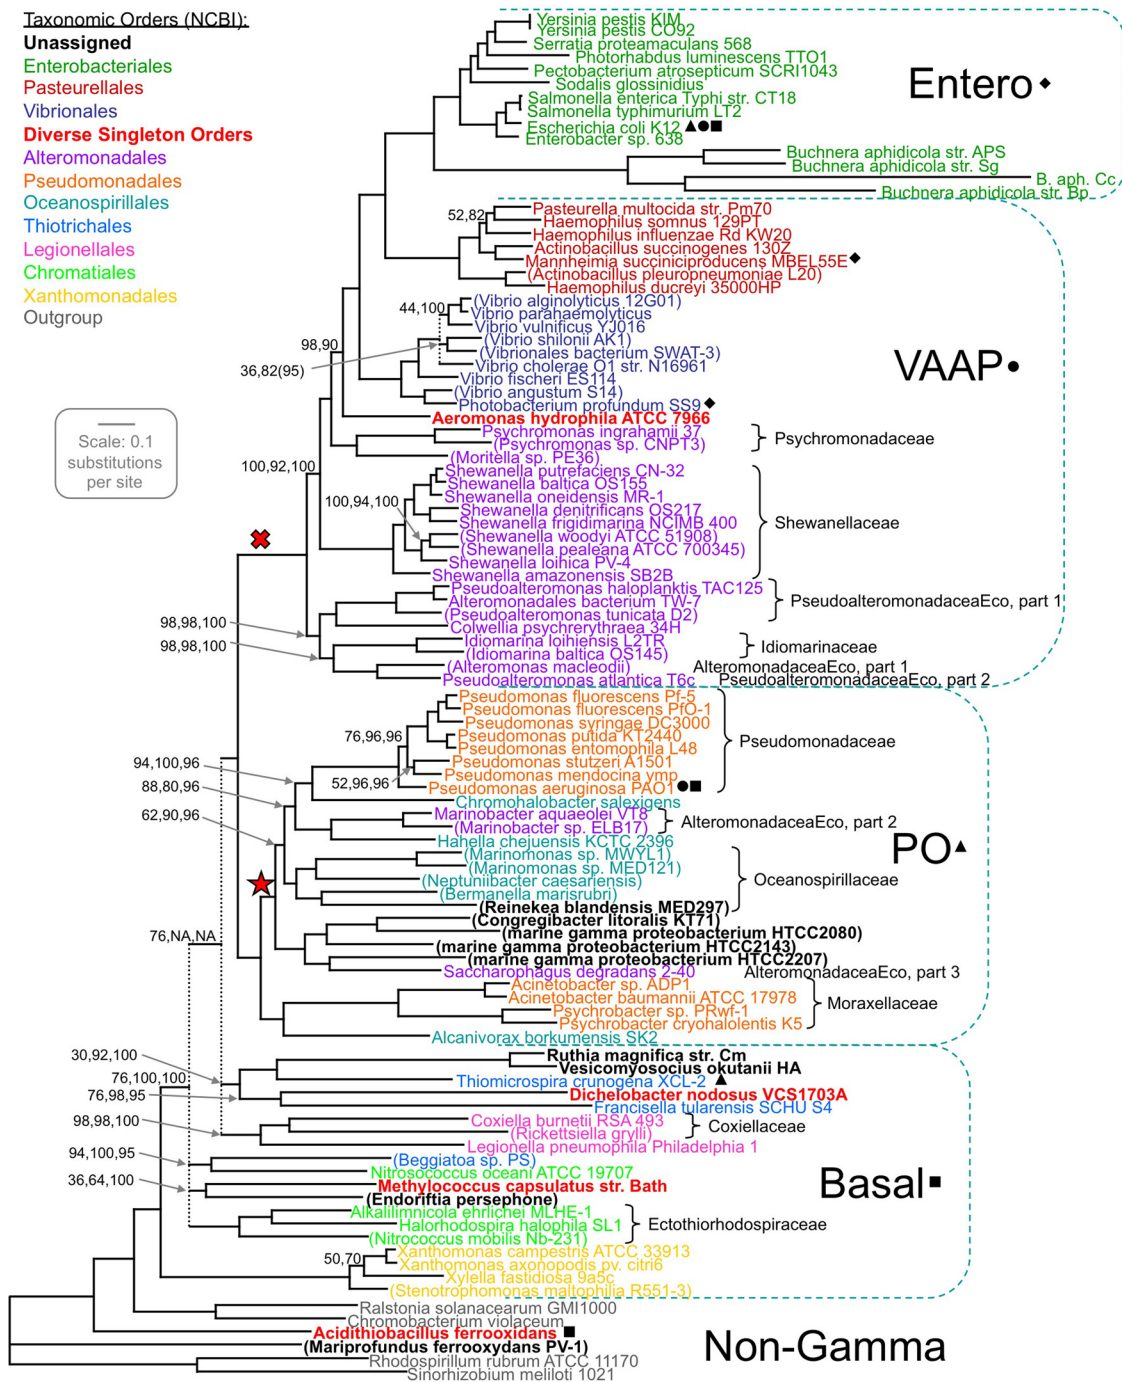 Taxonomic Orders (NCBI):
Unassigned
Enterobacteriales
Pasteurellales
Vibrionales
Diverse Singleton Orders
Alteromonadales
Pseudomonadales
Oceanospirillales
Thiotrichales
Legionellales
Chromatiales
Xanthomonadales
Outgroup
Scale: 0.1
substitutions
per site
Yersinia pestis KIM
Yersinia pestis CO92
Serratia proteamaculans 568
Photorhabdus luminescens TTO1
Pectobacterium atrosepticum SCRI1043
Sodalis glossinidius
Salmonella enterica Typhi str. CT18
Salmonella typhimurium LT2
Escherichia coli K12 ▲●■
Enterobacter sp. 638
Buchnera aphidicola str. APS
Buchnera aphidicola str. Sg
B. aph. Cc
Buchnera aphidicola str. Bp
Entero ◆
52,82
Pasteurella multocida str. Pm70
Haemophilus somnus 129PT
Haemophilus influenzae Rd KW20
Actinobacillus succinogenes 130Z
Mannheimia succiniciproducens MBEL55E ◆
(Actinobacillus pleuropneumoniae L20)
Haemophilus ducreyi 35000HP
44,100
(Vibrio alginolyticus 12G01)
Vibrio parahaemolyticus
Vibrio vulnificus YJ016
98,90
(Vibrio shilonii AK1)
(Vibrionales bacterium SWAT-3)
36,82(95)
Vibrio cholerae O1 str. N16961
Vibrio fischeri ES114
(Vibrio angustum S14)
Photobacterium profundum SS9 ◆
VAAP ●
Aeromonas hydrophila ATCC 7966
Psychromonas ingrahamii 37
(Psychromonas sp. CNPT3)
Psychromonadaceae
(Moritella sp. PE36)
100,92,100
Shewanella putrefaciens CN-32
Shewanella baltica OS155
Shewanella oneidensis MR-1
100,94,100
Shewanella denitrificans OS217
Shewanella frigidimarina NCIMB 400
Shewanellaceae
(Shewanella woodyi ATCC 51908)
(Shewanella pealeana ATCC 700345)
Shewanella loihica PV-4
Shewanella amazonensis SB2B
Pseudoalteromonas haloplanktis TAC125
Alteromonadales bacterium TW-7
PseudoalteromonadaceaEco, part 1
(Pseudoalteromonas tunicata D2)
98,98,100
Colwellia psychrerythraea 34H
98,98,100
Idiomarina loihiensis L2TR
(Idiomarina baltica OS145)
Idiomarinaceae
(Alteromonas macleodii)
AlteromonadaceaEco, part 1
Pseudoalteromonas atlantica T6c
PseudoalteromonadaceaEco, part 2
Pseudomonas fluorescens Pf-5
Pseudomonas fluorescens PfO-1
Pseudomonas syringae DC3000
76,96,96
Pseudomonas putida KT2440
Pseudomonas entomophila L48
Pseudomonadaceae
94,100,96
Pseudomonas stutzeri A1501
Pseudomonas mendocina ymp
52,96,96
88,80,96
Pseudomonas aeruginosa PAO1 ●■
Chromohalobacter salexigens
62,90,96
Marinobacter aquaeolei VT8
(Marinobacter sp. ELB17)
AlteromonadaceaEco, part 2
Hahella chejuensis KCTC 2396
PO ▲
(Marinomonas sp. MWYL1)
(Marinomonas sp. MED121)
(Neptuniibacter caesariensis)
Oceanospirillaceae
(Bermanella marisrubri)
(Reinekea blandensis MED297)
(Congregibacter litoralis KT71)
(marine gamma proteobacterium HTCC2080)
76,NA,NA
(marine gamma proteobacterium HTCC2143)
(marine gamma proteobacterium HTCC2207)
Saccharophagus degradans 2-40
AlteromonadaceaEco, part 3
Acinetobacter sp. ADP1
Acinetobacter baumannii ATCC 17978
Moraxellaceae
Psychrobacter sp. PRwf-1
Psychrobacter cryohalolentis K5
Alcanivorax borkumensis SK2
30,92,100
Ruthia magnifica str. Cm
Vesicomyosocius okutanii HA
76,100,100
Thiomicrospira crunogena XCL-2 ▲
76,98,95
Dichelobacter nodosus VCS1703A
Francisella tularensis SCHU S4
98,98,100
Coxiella burnetii RSA 493
(Rickettsiella grylli)
Coxiellaceae
Legionella pneumophila Philadelphia 1
94,100,95
(Beggiatoa sp. PS)
Nitrosococcus oceani ATCC 19707
36,64,100
Methylococcus capsulatus str. Bath
Basal ■
(Endoriftia persephone)
Alkalilimnicola ehrlichei MLHE-1
Halorhodospira halophila SL1
Ectothiorhodospiraceae
(Nitrococcus mobilis Nb-231)
50,70
Xanthomonas campestris ATCC 33913
Xanthomonas axonopodis pv. citri6
Xylella fastidiosa 9a5c
(Stenotrophomonas maltophilia R551-3)
Ralstonia solanacearum GMI1000
Chromobacterium violaceum
Acidithiobacillus ferrooxidans ■
(Mariprofundus ferrooxydans PV-1)
Non-Gamma
Rhodospirillum rubrum ATCC 11170
Sinorhizobium meliloti 1021